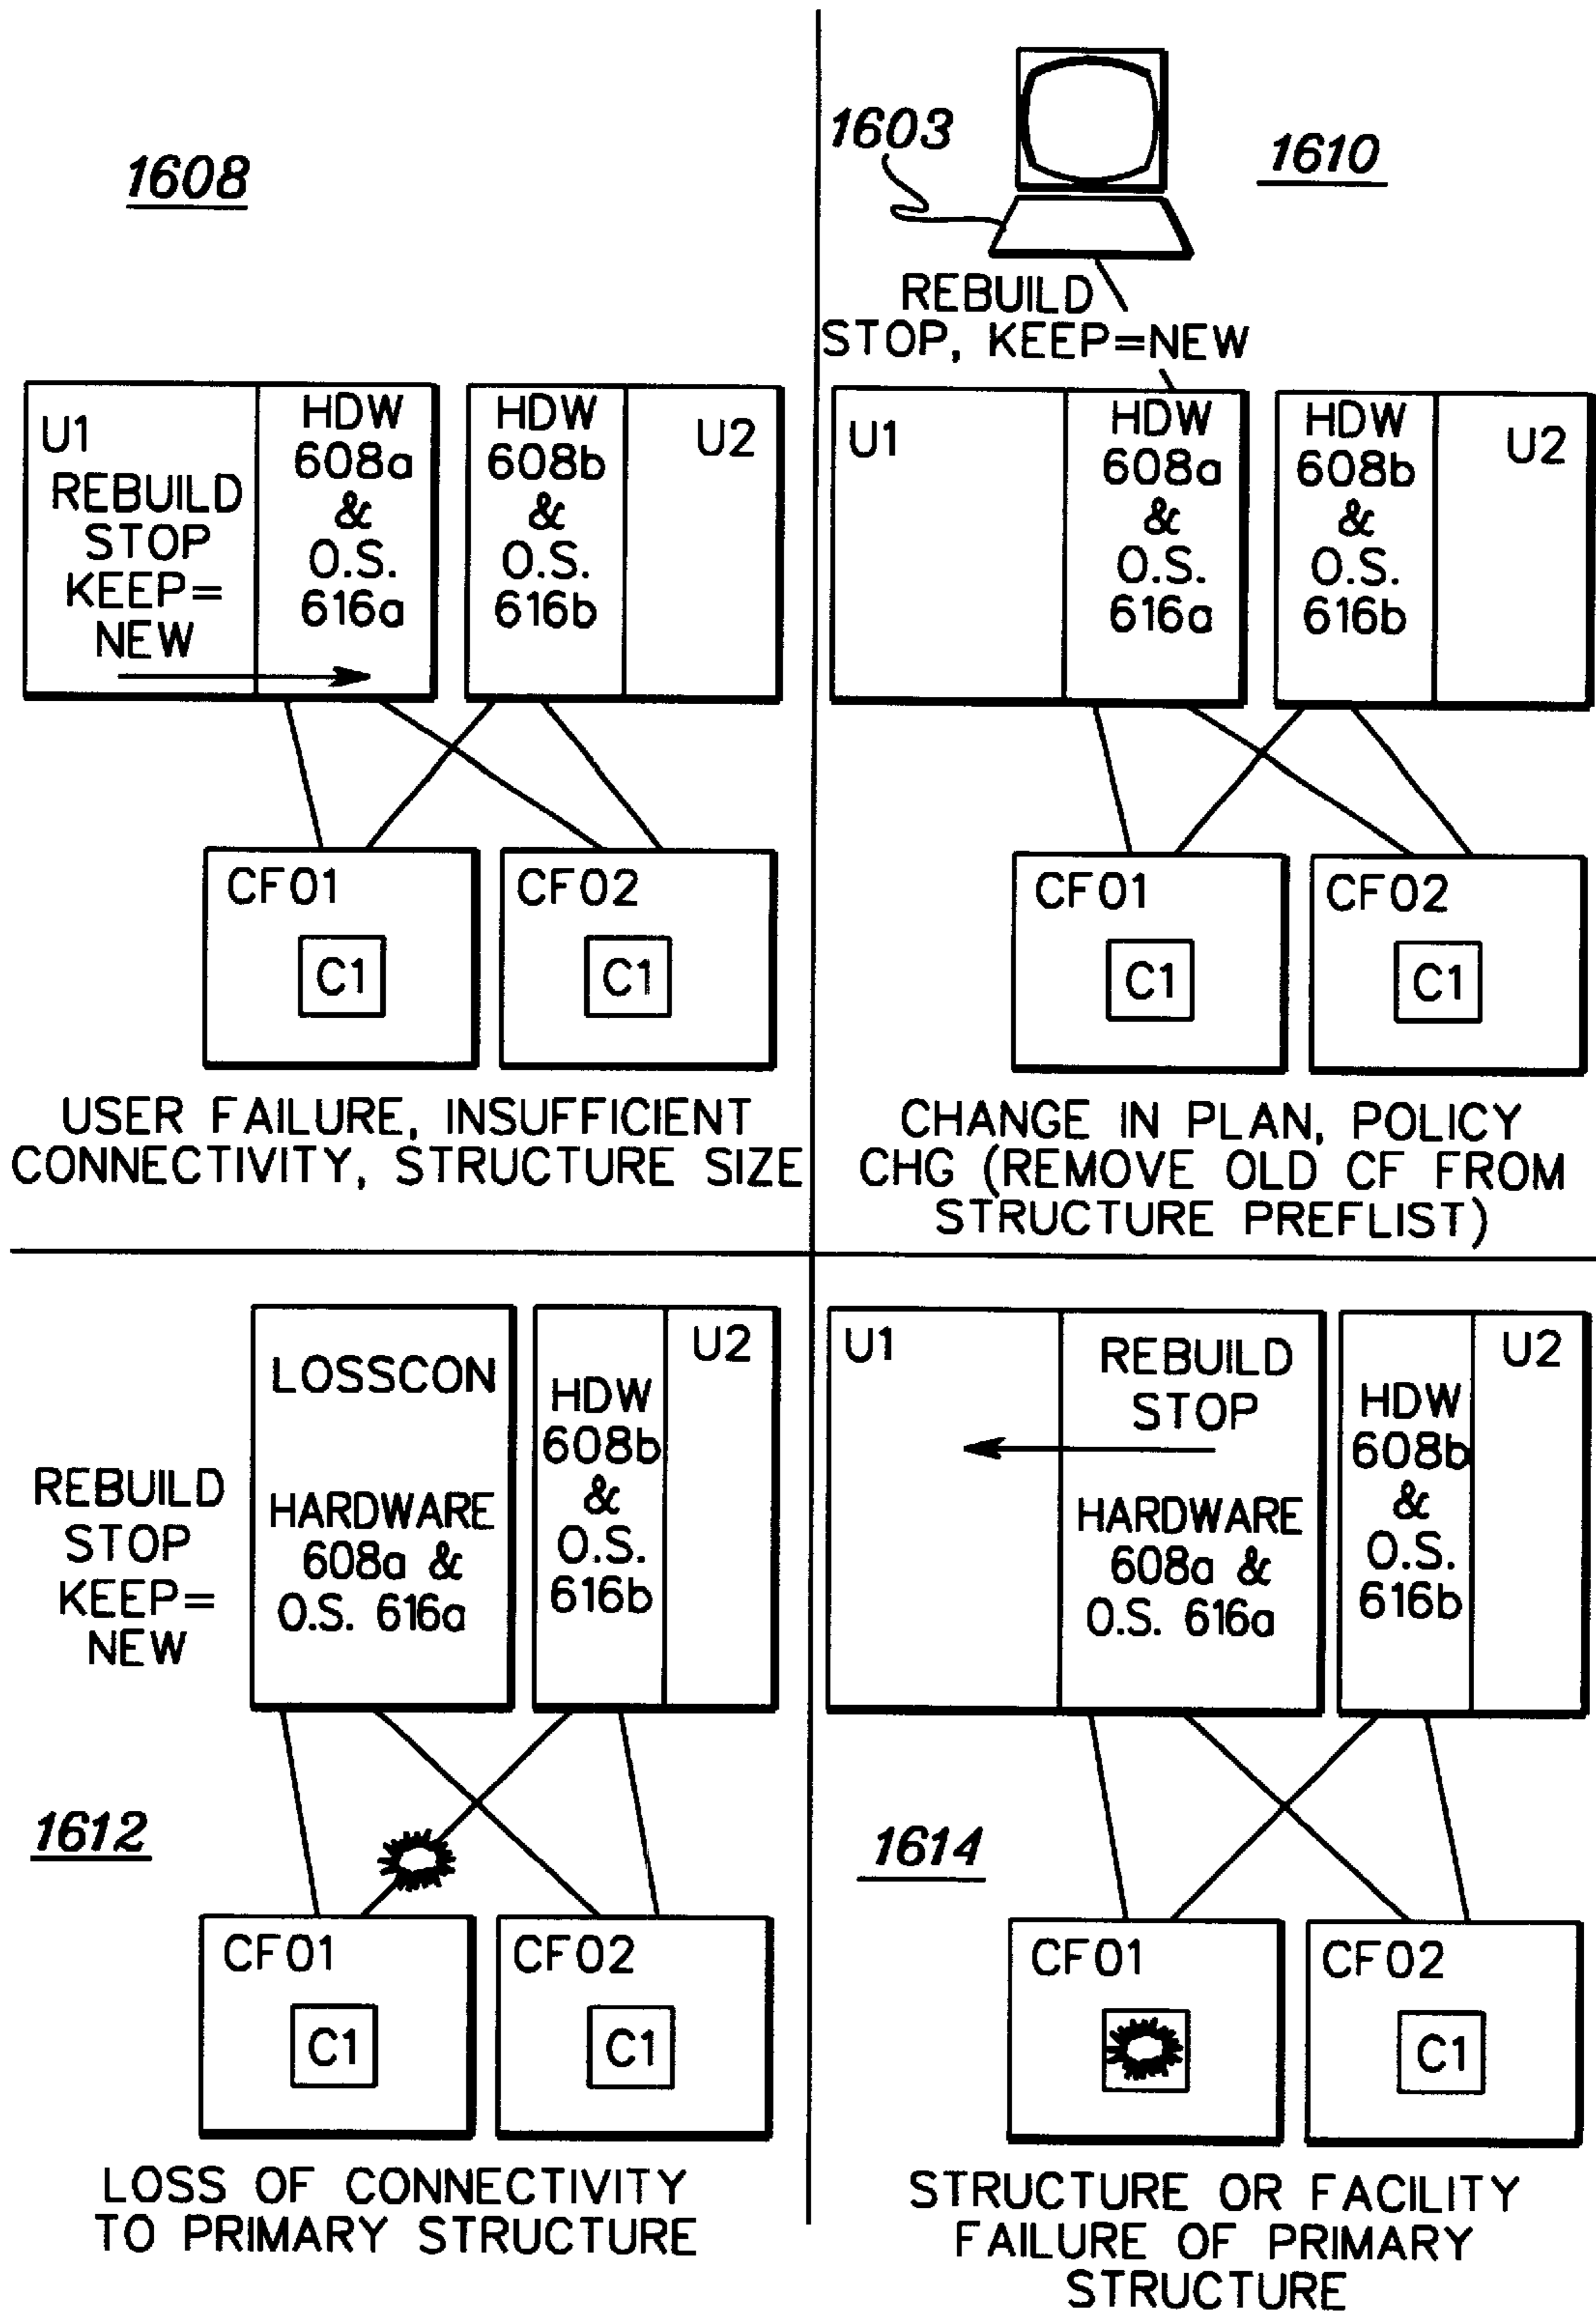 1608
U1
REBUILD
STOP
KEEP=
NEW
HDW
608a
&
O.S.
616a
HDW
608b
&
O.S.
616b
U2
CF01
C1
CF02
C1
USER FAILURE, INSUFFICIENT
CONNECTIVITY, STRUCTURE SIZE
1603
1610
REBUILD
STOP, KEEP=NEW
U1
HDW
608a
&
O.S.
616a
HDW
608b
&
O.S.
616b
U2
CF01
C1
CF02
C1
CHANGE IN PLAN, POLICY
CHG (REMOVE OLD CF FROM
STRUCTURE PREFLIST)
REBUILD
STOP
KEEP=
NEW
LOSSCON
HARDWARE
608a &
O.S. 616a
HDW
608b
&
O.S.
616b
U2
1612
CF01
C1
CF02
C1
LOSS OF CONNECTIVITY
TO PRIMARY STRUCTURE
U1
REBUILD
STOP
HARDWARE
608a &
O.S. 616a
HDW
608b
&
O.S.
616b
U2
1614
CF01
CF02
C1
STRUCTURE OR FACILITY
FAILURE OF PRIMARY
STRUCTURE